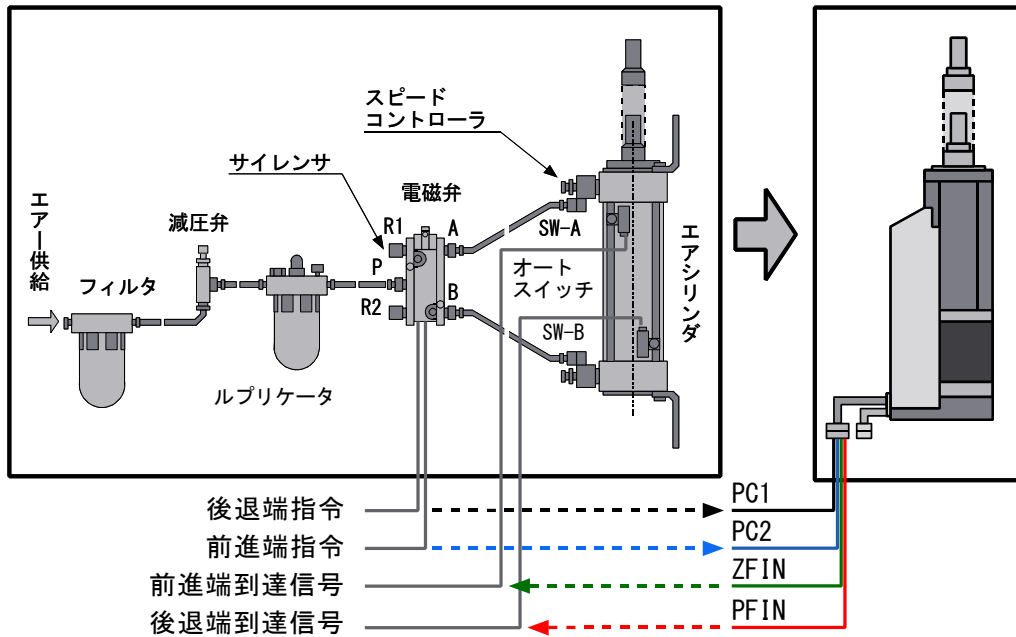 スピード
コントローラ
サイレンサ
電磁弁
エアー供給
減圧弁
R1
A
SW-A
P
フィルタ
オート
スイッチ
エアシリンダ
R2
B
SW-B
ルプリケータ
後退端指令
PC1
前進端指令
PC2
前進端到達信号
ZFIN
後退端到達信号
PFIN